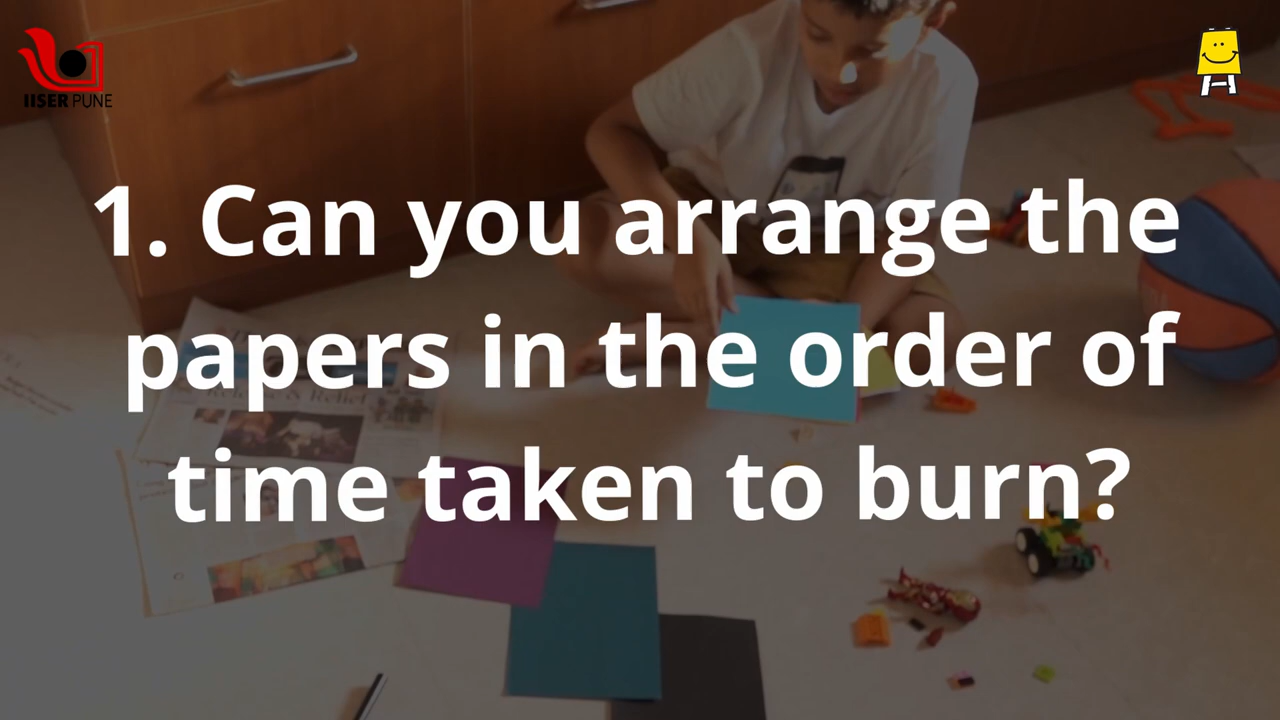 IISER PUNE
1. Can you arrange the
papers in the order of
time taken to burn?